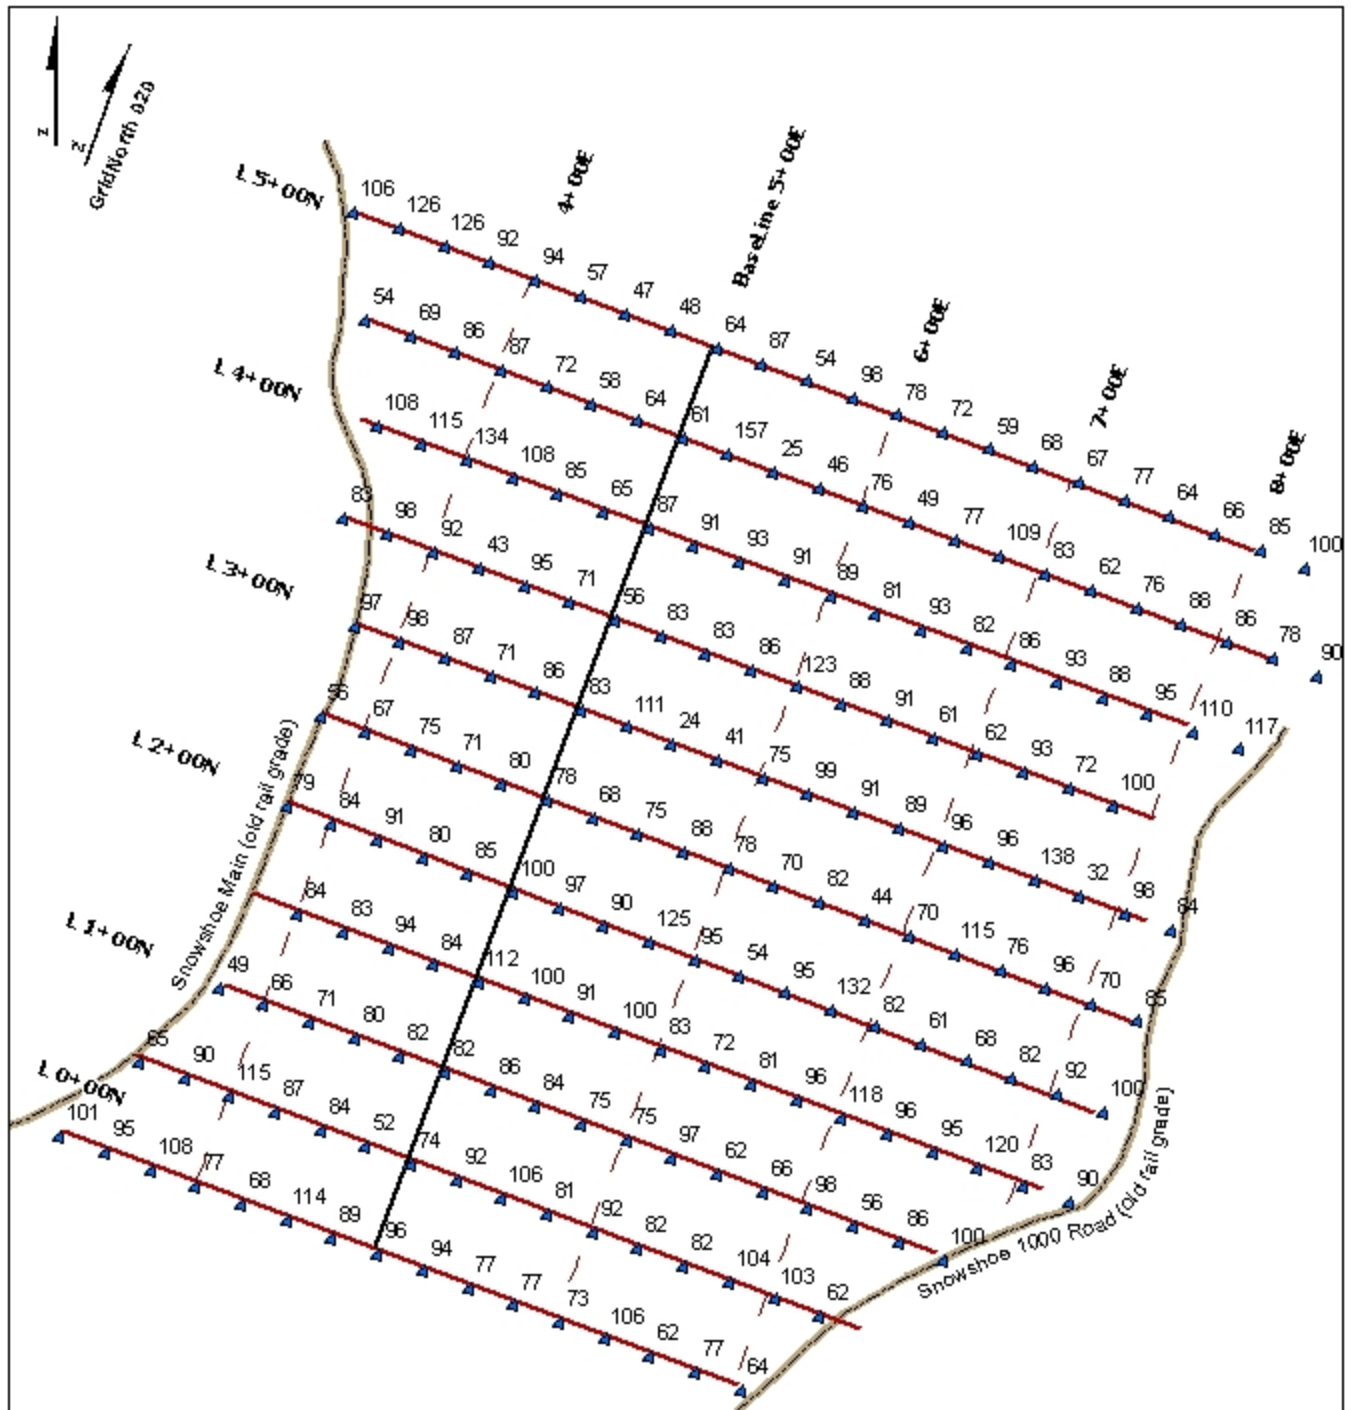 N
N
GridNorth 020
4+00E
BaseLine 5+00E
6+00E
7+00E
8+00E
L 5+00N
106 126 126 92 94 57 47 48 64 87 54 98 78 72 59 68 67 77 64 66 85 100
54 69 86 87 72 58 64 61 157 25 46 76 49 77 109 83 62 76 88 86 78 90
L 4+00N
108 115 134 108 85 65 87 91 93 91 89 81 93 82 86 93 88 95 110 117
83 98 92 43 95 71 56 83 83 86 123 88 91 61 62 93 72 100
L 3+00N
97 98 87 71 86 83 111 24 41 75 99 91 89 96 96 138 32 98 84
56 67 75 71 80 78 68 75 88 78 70 82 44 70 115 76 96 70 85
L 2+00N
79 84 91 80 85 100 97 90 125 95 54 95 132 82 61 68 82 92 100
84 83 94 84 112 100 91 100 83 72 81 96 118 96 95 120 83 90
L 1+00N
49 66 71 80 82 82 86 84 75 75 97 62 66 98 56 86 100
65 90 115 87 84 52 74 92 106 81 92 82 82 104 103 62
L 0+00N
101 95 108 77 68 114 89 96 94 77 77 73 106 62 77 64
Snowshoe Main (old rail grade)
Snowshoe 1000 Road (old rail grade)